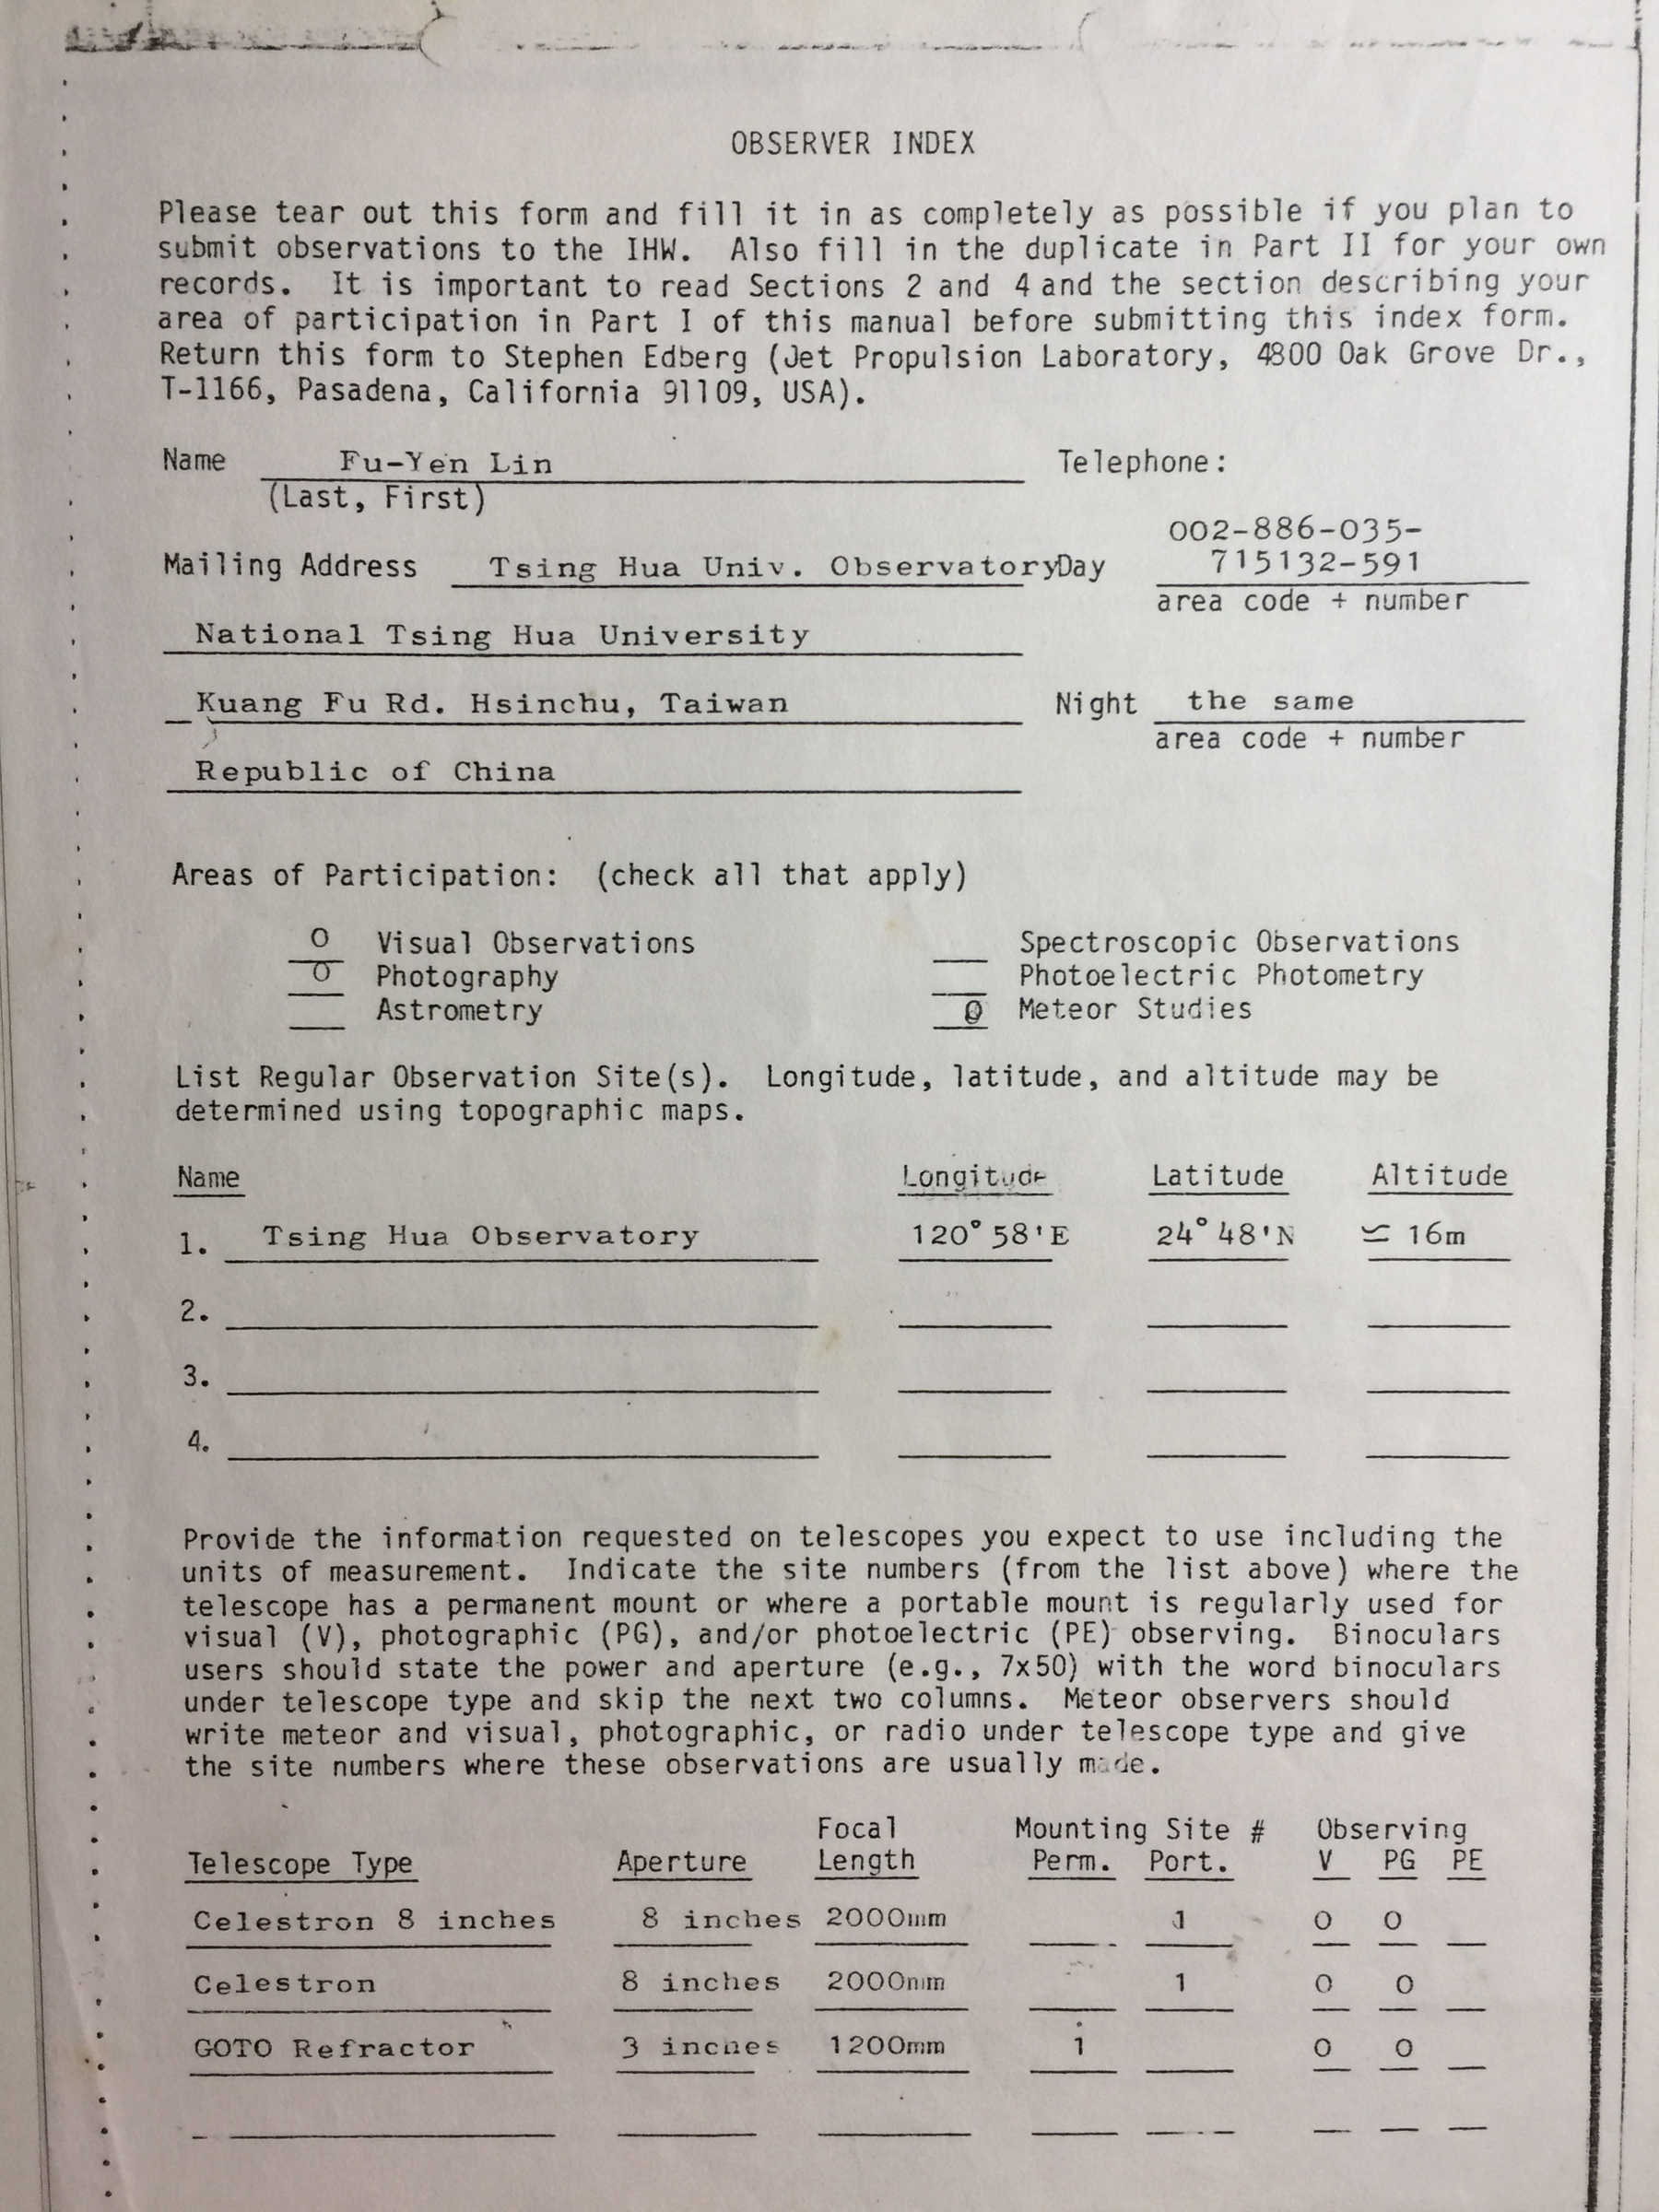 OBSERVER INDEX
Please tear out this form and fill it in as completely as possible if you plan to
submit observations to the IHW. Also fill in the duplicate in Part II for your own
records. It is important to read Sections 2 and 4 and the section describing your
area of participation in Part I of this manual before submitting this index form.
Return this form to Stephen Edberg (Jet Propulsion Laboratory, 4800 Oak Grove Dr.,
T-1166, Pasadena, California 91109, USA).
Name Fu-Yen Lin Telephone:
(Last, First)
002-886-035-
Mailing Address Tsing Hua Univ. Observatory Day 715132-591
area code + number
National Tsing Hua University
Kuang Fu Rd. Hsinchu, Taiwan Night the same
area code + number
Republic of China
Areas of Participation: (check all that apply)
O Visual Observations Spectroscopic Observations
O Photography Photoelectric Photometry
Astrometry O Meteor Studies
List Regular Observation Site(s). Longitude, latitude, and altitude may be
determined using topographic maps.
Name Longitude Latitude Altitude
1. Tsing Hua Observatory 120°58'E 24°48'N ≌ 16m
2.
3.
4.
Provide the information requested on telescopes you expect to use including the
units of measurement. Indicate the site numbers (from the list above) where the
telescope has a permanent mount or where a portable mount is regularly used for
visual (V), photographic (PG), and/or photoelectric (PE) observing. Binoculars
users should state the power and aperture (e.g., 7x50) with the word binoculars
under telescope type and skip the next two columns. Meteor observers should
write meteor and visual, photographic, or radio under telescope type and give
the site numbers where these observations are usually made.
Focal Mounting Site # Observing
Telescope Type Aperture Length Perm. Port. V PG PE
Celestron 8 inches 8 inches 2000mm 1 O O
Celestron 8 inches 2000mm 1 O O
GOTO Refractor 3 inches 1200mm 1 O O